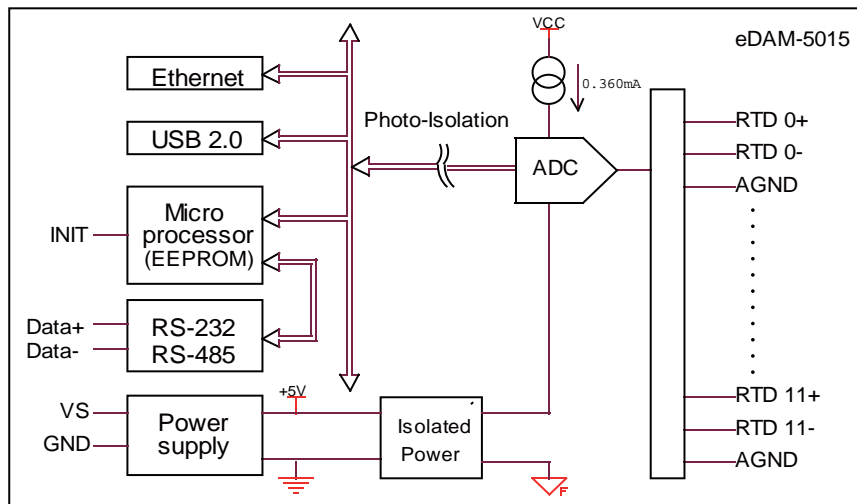 VCC
eDAM-5015
Ethernet
0.360mA
USB 2.0
Photo-Isolation
ADC
RTD 0+
RTD 0-
AGND
INIT
Micro
processor
(EEPROM)
Data+
Data-
RS-232
RS-485
+5V
VS
GND
Power
supply
Isolated
Power
F
RTD 11+
RTD 11-
AGND